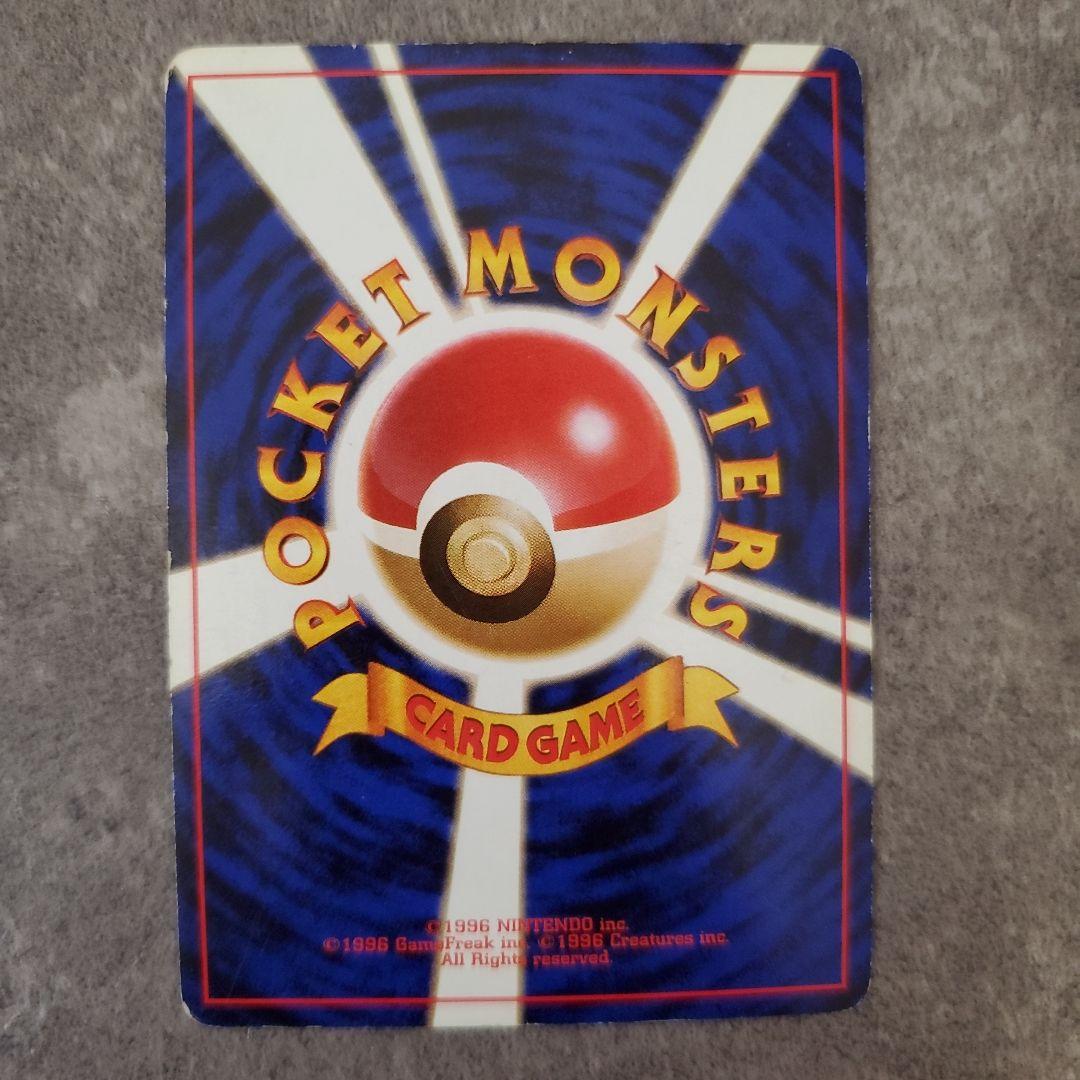 POCKET MONSTERS
CARD GAME
©1996 NINTENDO inc.
©1996 GameFreak inc. ©1996 Creatures inc.
All Rights reserved.